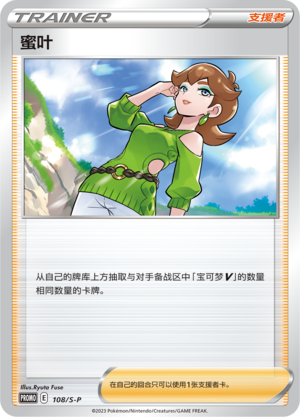 TRAINER
支援者
蜜叶
从自己的牌库上方抽取与对手备战区中「宝可梦V」的数量
相同数量的卡牌。
Illus.Ryuta Fuse
PROMO E 108/S-P
在自己的回合只可以使用1张支援者卡。
©2023 Pokémon/Nintendo/Creatures/GAME FREAK.